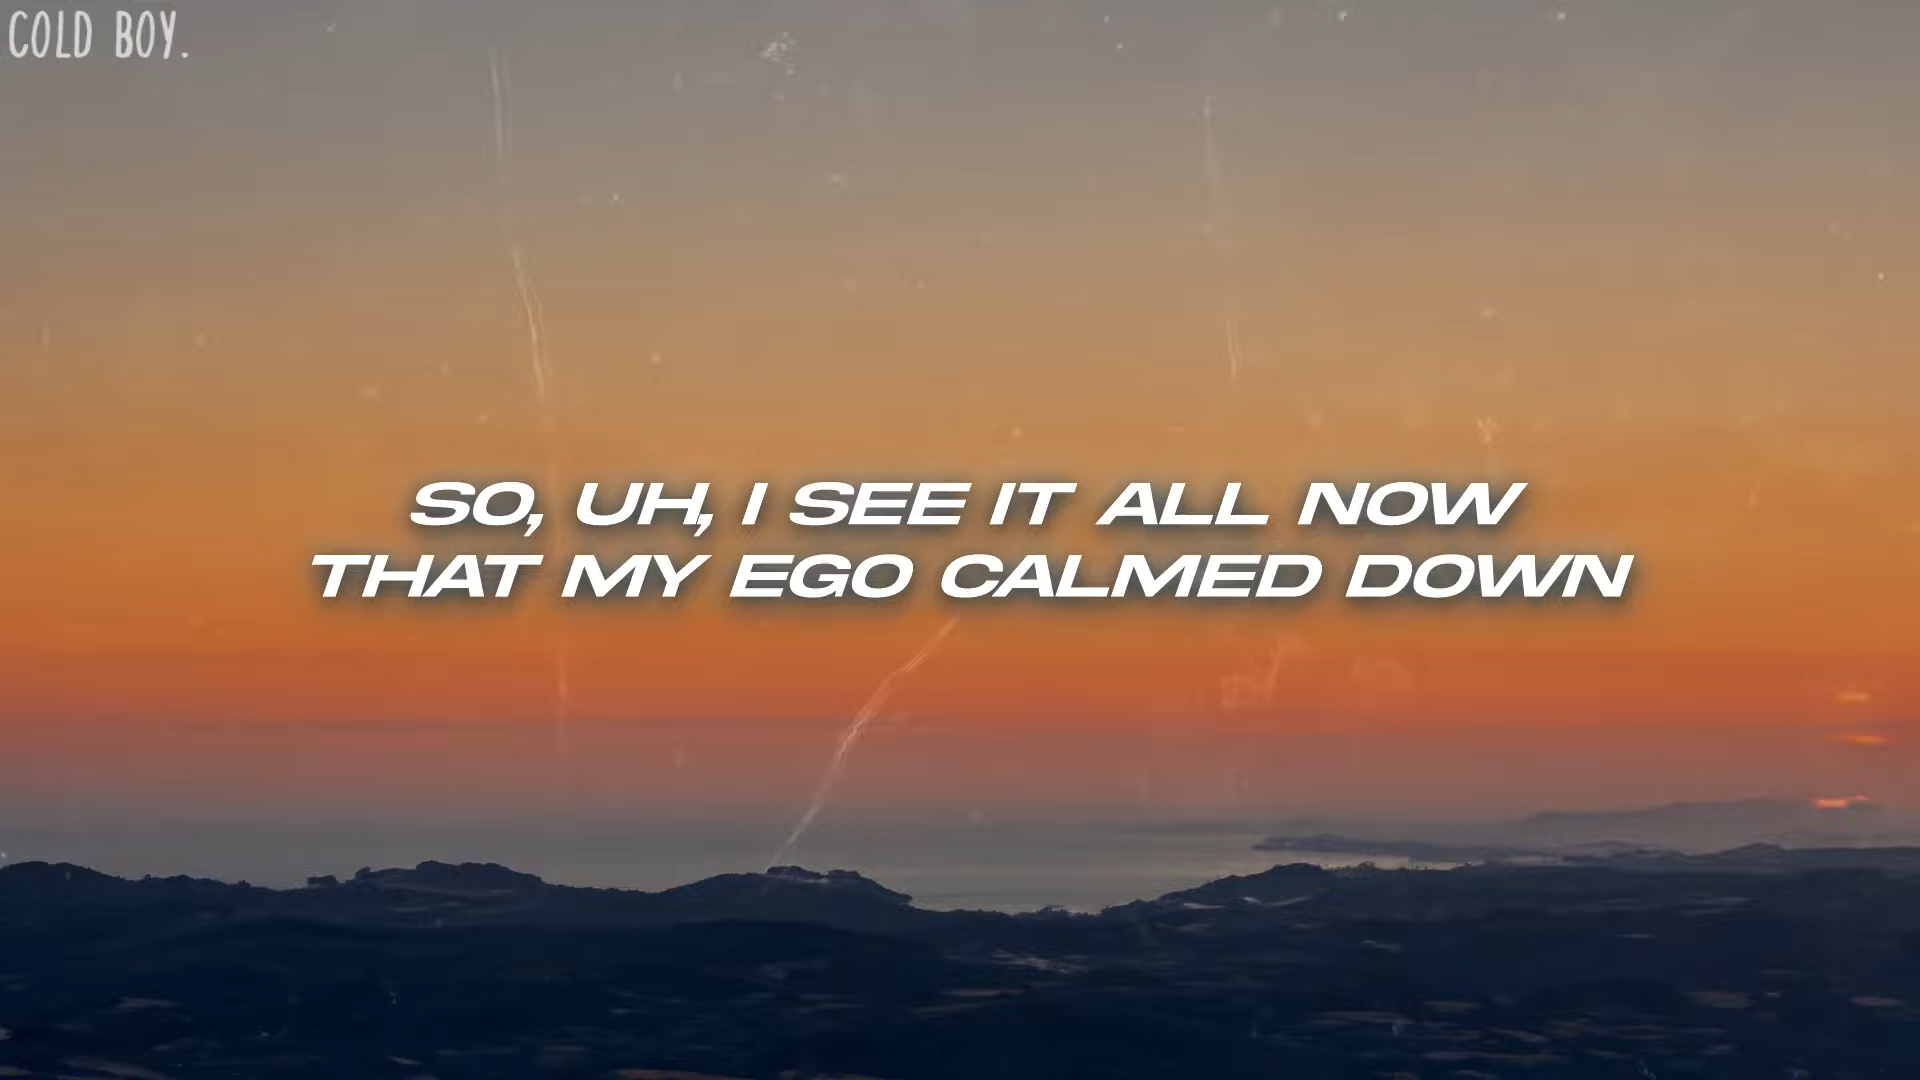 COLD BOY.
SO, UH, I SEE IT ALL NOW
THAT MY EGO CALMED DOWN